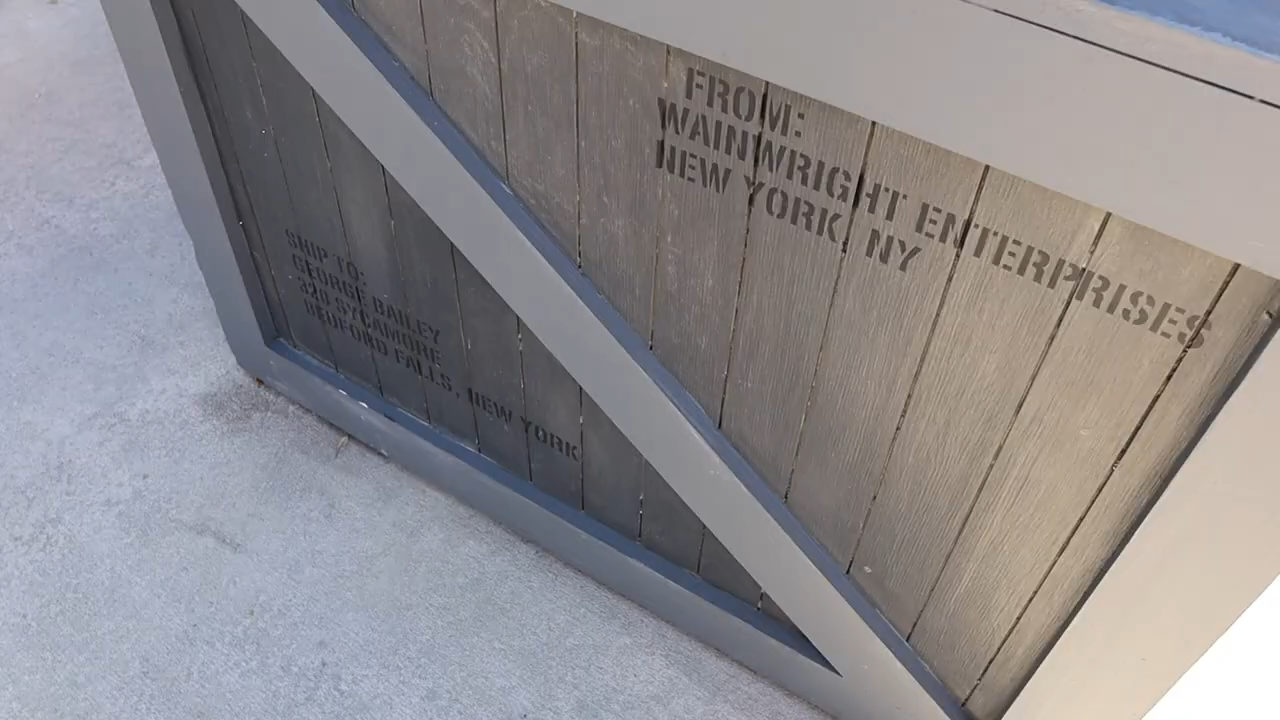 FROM:
WAINWRIGHT ENTERPRISES
NEW YORK, NY
SHIP TO:
GEORGE BAILEY
320 SYCAMORE
BEDFORD FALLS, NEW YORK